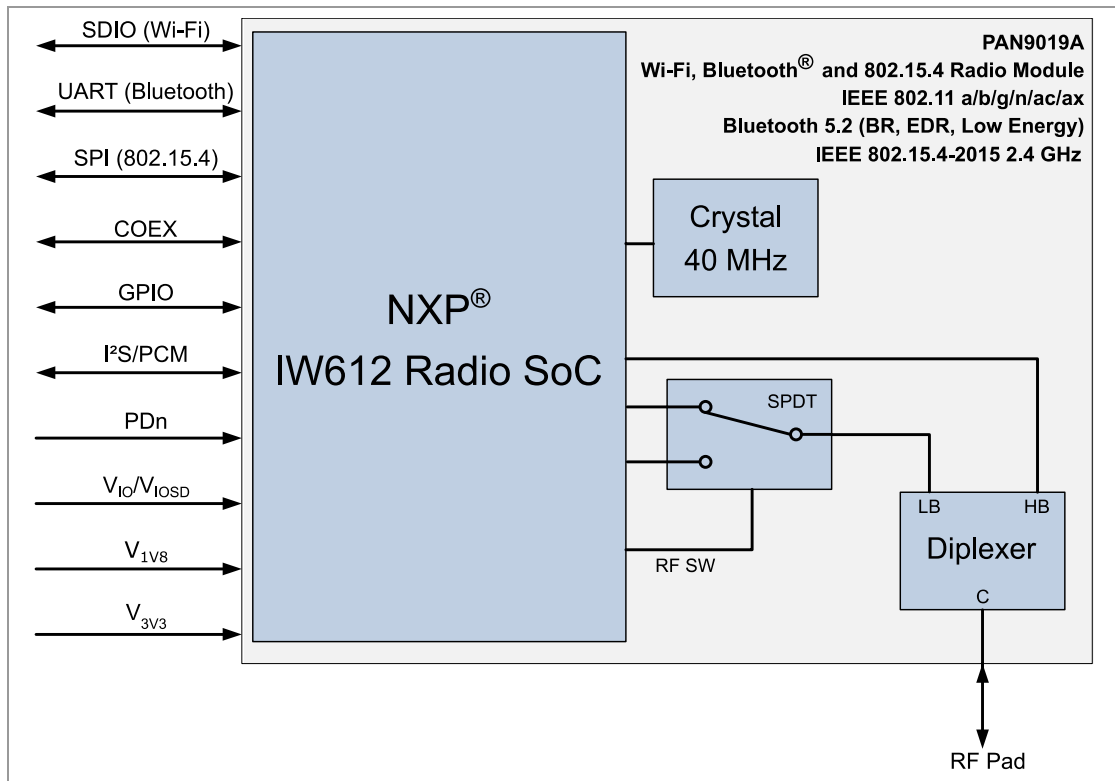 SDIO (Wi-Fi)
UART (Bluetooth)
SPI (802.15.4)
COEX
GPIO
I²S/PCM
PDn
VIO/VIOSD
V1V8
V3V3
PAN9019A
Wi-Fi, Bluetooth® and 802.15.4 Radio Module
IEEE 802.11 a/b/g/n/ac/ax
Bluetooth 5.2 (BR, EDR, Low Energy)
IEEE 802.15.4-2015 2.4 GHz
NXP®
IW612 Radio SoC
Crystal
40 MHz
SPDT
RF SW
LB HB
Diplexer
C
RF Pad